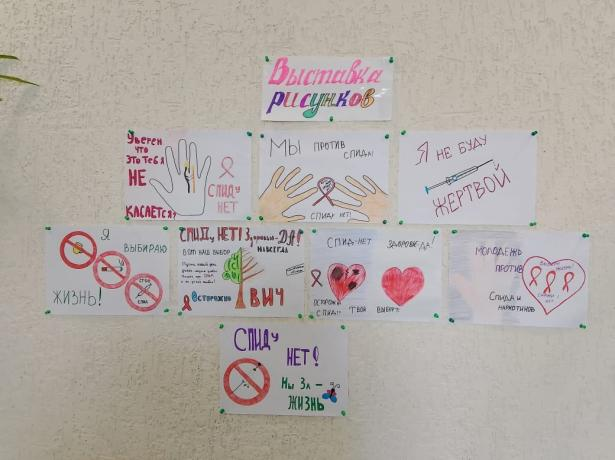 Выставка
рисунков
Уверен
что
это тебя
НЕ
КАСАЕТСЯ?
СПИДУ
НЕТ
МЫ ПРОТИВ
СПИДА!
СПИДУ НЕТ!
Я НЕ БУДУ
ЖЕРТВОЙ
Я
ВЫБИРАЮ
ЖИЗНЬ!
СПИДу НЕТ! Здоровью-ДА!
НАВСЕГДА
ВОТ НАШ ВЫБОР
Осторожно
ВИЧ
СПИД-НЕТ ЗДОРОВЬЕ-ДА!
ОСТОРОЖНО
СПИД!!
ТВОЙ ВЫБОР?
МОЛОДЕЖЬ
ПРОТИВ
СПИДА И
НАРКОТИКОВ
СПИДу
НЕТ!
Мы За -
ЖИЗНЬ